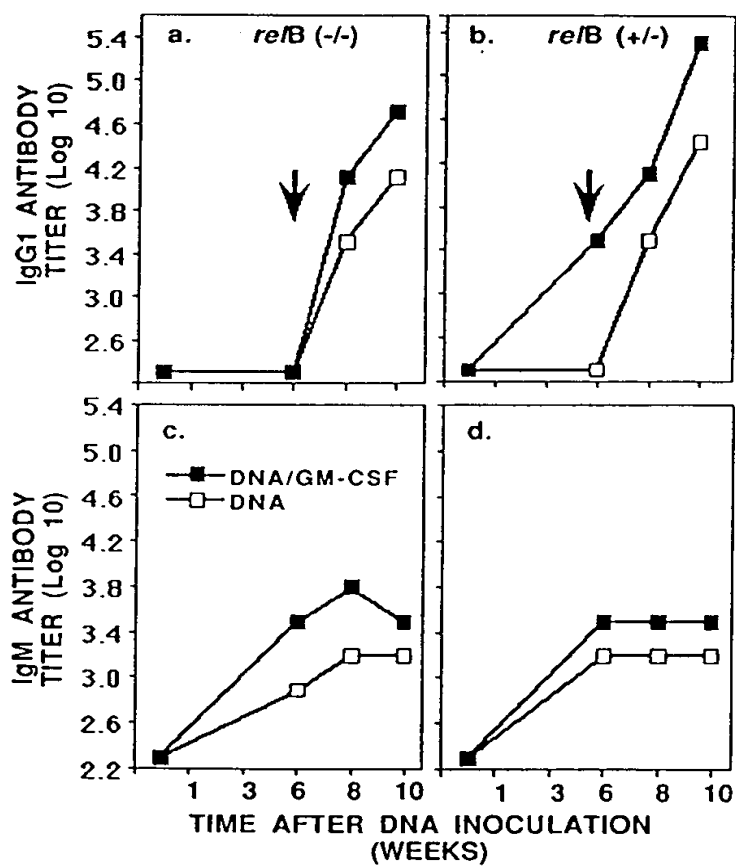 a. relB (-/-)
b. relB (+/-)
IgG1 ANTIBODY
TITER (Log 10)
5.4
5.0
4.6
4.2
3.8
3.4
3.0
2.6
c.
d.
DNA/GM-CSF
DNA
IgM ANTIBODY
TITER (Log 10)
5.4
5.0
4.6
4.2
3.8
3.4
3.0
2.6
2.2
1 3 6 8 10
1 3 6 8 10
TIME AFTER DNA INOCULATION
(WEEKS)